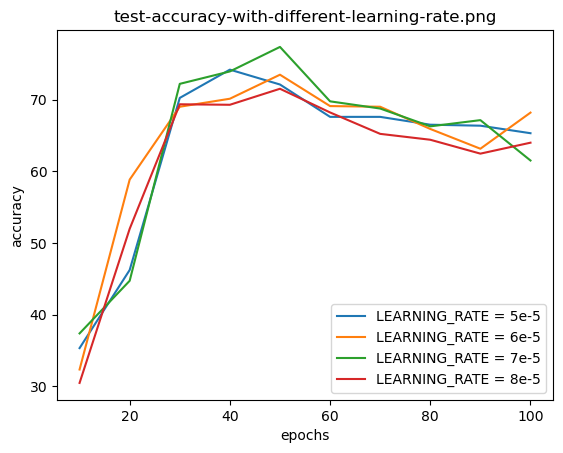 test-accuracy-with-different-learning-rate.png
accuracy
70
60
50
40
30
LEARNING_RATE = 5e-5
LEARNING_RATE = 6e-5
LEARNING_RATE = 7e-5
LEARNING_RATE = 8e-5
20
40
60
80
100
epochs